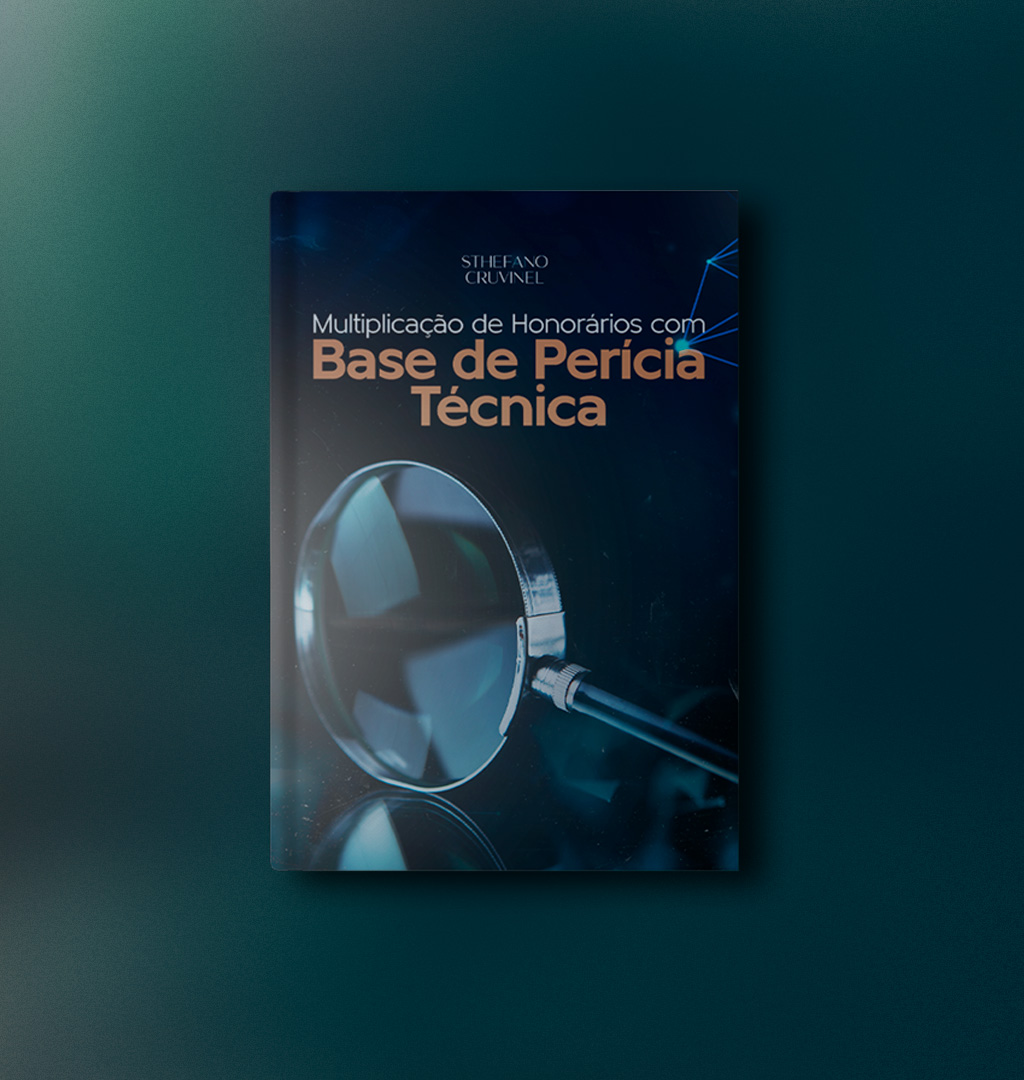 STHEFANO
CRUVINEL
Multiplicação de Honorários com
Base de Perícia
Técnica